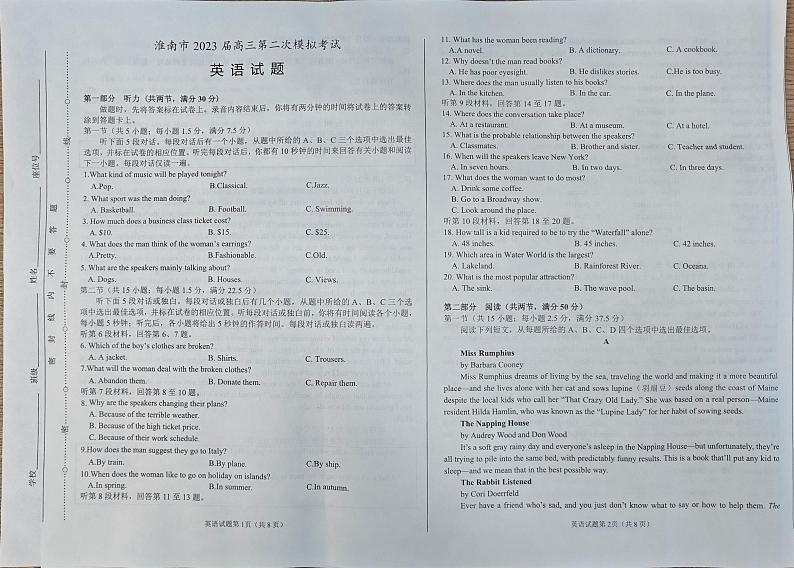 淮南市 2023 届高三第二次模拟考试
英 语 试 题
第一部分 听力（共两节，满分 30 分）
做题时，先将答案标在试卷上。录音内容结束后，你将有两分钟的时间将试卷上的答案转
涂到答题卡上。
第一节（共 5 小题；每小题 1.5 分，满分 7.5 分）
听下面 5 段对话。每段对话后有一个小题，从题中所给的 A、B、C 三个选项中选出最佳
选项，并标在试卷的相应位置。听完每段对话后，你都有 10 秒钟的时间来回答有关小题和阅读
下一小题。每段对话仅读一遍。
1.What kind of music will be played tonight?
A.Pop. B.Classical. C.Jazz.
2. What sport was the man doing?
A. Basketball. B. Football. C. Swimming.
3. How much does a business class ticket cost?
A. $10. B. $15. C. $25.
4. What does the man think of the woman's earrings?
A.Pretty. B.Fashionable. C.Old.
5. What are the speakers mainly talking about?
A. Dogs. B. Houses. C. Views.
第二节（共 15 小题；每小题 1.5 分，满分 22.5 分）
听下面 5 段对话或独白。每段对话或独白后有几个小题，从题中所给的 A、B、C 三个选
项中选出最佳选项，并标在试卷的相应位置。听每段对话或独白前，你将有时间阅读各个小题，
每小题 5 秒钟；听完后，各小题将给出 5 秒钟的作答时间。每段对话或独白读两遍。
听第 6 段材料，回答第 6、7 题。
6. Which of the boy's clothes are broken?
A. A jacket. B. Shirts. C. Trousers.
7.What will the woman deal with the broken clothes?
A. Abandon them. B. Donate them. C. Repair them.
听第 7 段材料，回答第 8 至 10 题。
8. Why are the speakers changing their plans?
A. Because of the terrible weather.
B. Because of the high ticket price.
C. Because of their work schedule.
9.How does the man suggest they go to Italy?
A.By train. B.By plane. C.By ship.
10.When does the woman like to go on holiday on islands?
A.In spring. B.In summer. C.In autumn.
听第 8 段材料，回答第 11 至 13 题。
英语试题第 1页（共 8 页）
11. What has the woman been reading?
A.A novel. B. A dictionary. C. A cookbook.
12. Why doesn't the man read books?
A. He has poor eyesight. B. He dislikes stories. C.He is too busy.
13. Where does the man usually listen to his books?
A. In the kitchen. B. In the car. C. In the plane.
听第 9 段材料，回答第 14 至 17 题。
14. Where does the conversation take place?
A. At a restaurant. B. At a museum. C. At a hotel.
15. What is the probable relationship between the speakers?
A. Classmates. B. Brother and sister. C. Teacher and student.
16. When will the speakers leave New York?
A. In seven hours. B. In two days. C. In three days.
17. What does the woman want to do most?
A. Drink some coffee.
B. Go to a Broadway show.
C. Look around the place.
听第 10 段材料，回答第 18 至 20 题。
18. How tall is a kid required to be to try the “Waterfall” alone?
A. 48 inches. B. 45 inches. C. 42 inches.
19. Which area in Water World is the largest?
A. Lakeland. B. Rainforest River. C. Oceana.
20. What is the most popular attraction?
A. The sink. B. The wave pool. C. The basin.
第二部分 阅读（共两节，满分 50 分）
第一节（共 15 小题；每小题 2.5 分，满分 37.5 分）
阅读下列短文，从每题所给的 A、B、C、D 四个选项中选出最佳选项。
A
Miss Rumphius
by Barbara Cooney
Miss Rumphius dreams of living by the sea, traveling the world and making it a more beautiful
place—and she lives alone with her cat and sows lupine（羽扇豆）seeds along the coast of Maine
despite the local kids who call her “That Crazy Old Lady.” She was based on a real person—Maine
resident Hilda Hamlin, who was known as the “Lupine Lady” for her habit of sowing seeds.
The Napping House
by Audrey Wood and Don Wood
It's a soft gray rainy day and everyone's asleep in the Napping House—but unfortunately, they're
all trying to pile into the same bed, with predictably funny results. This is a book that'll put any kid to
sleep—and we mean that in the best possible way.
The Rabbit Listened
by Cori Doerrfeld
Ever have a friend who's sad, and you just don't know what to say or how to help them. The
英语试题第 2页（共 8 页）
座位号
姓名
班级
学校
密 封 线 内 不 要 答 题
密 封 线